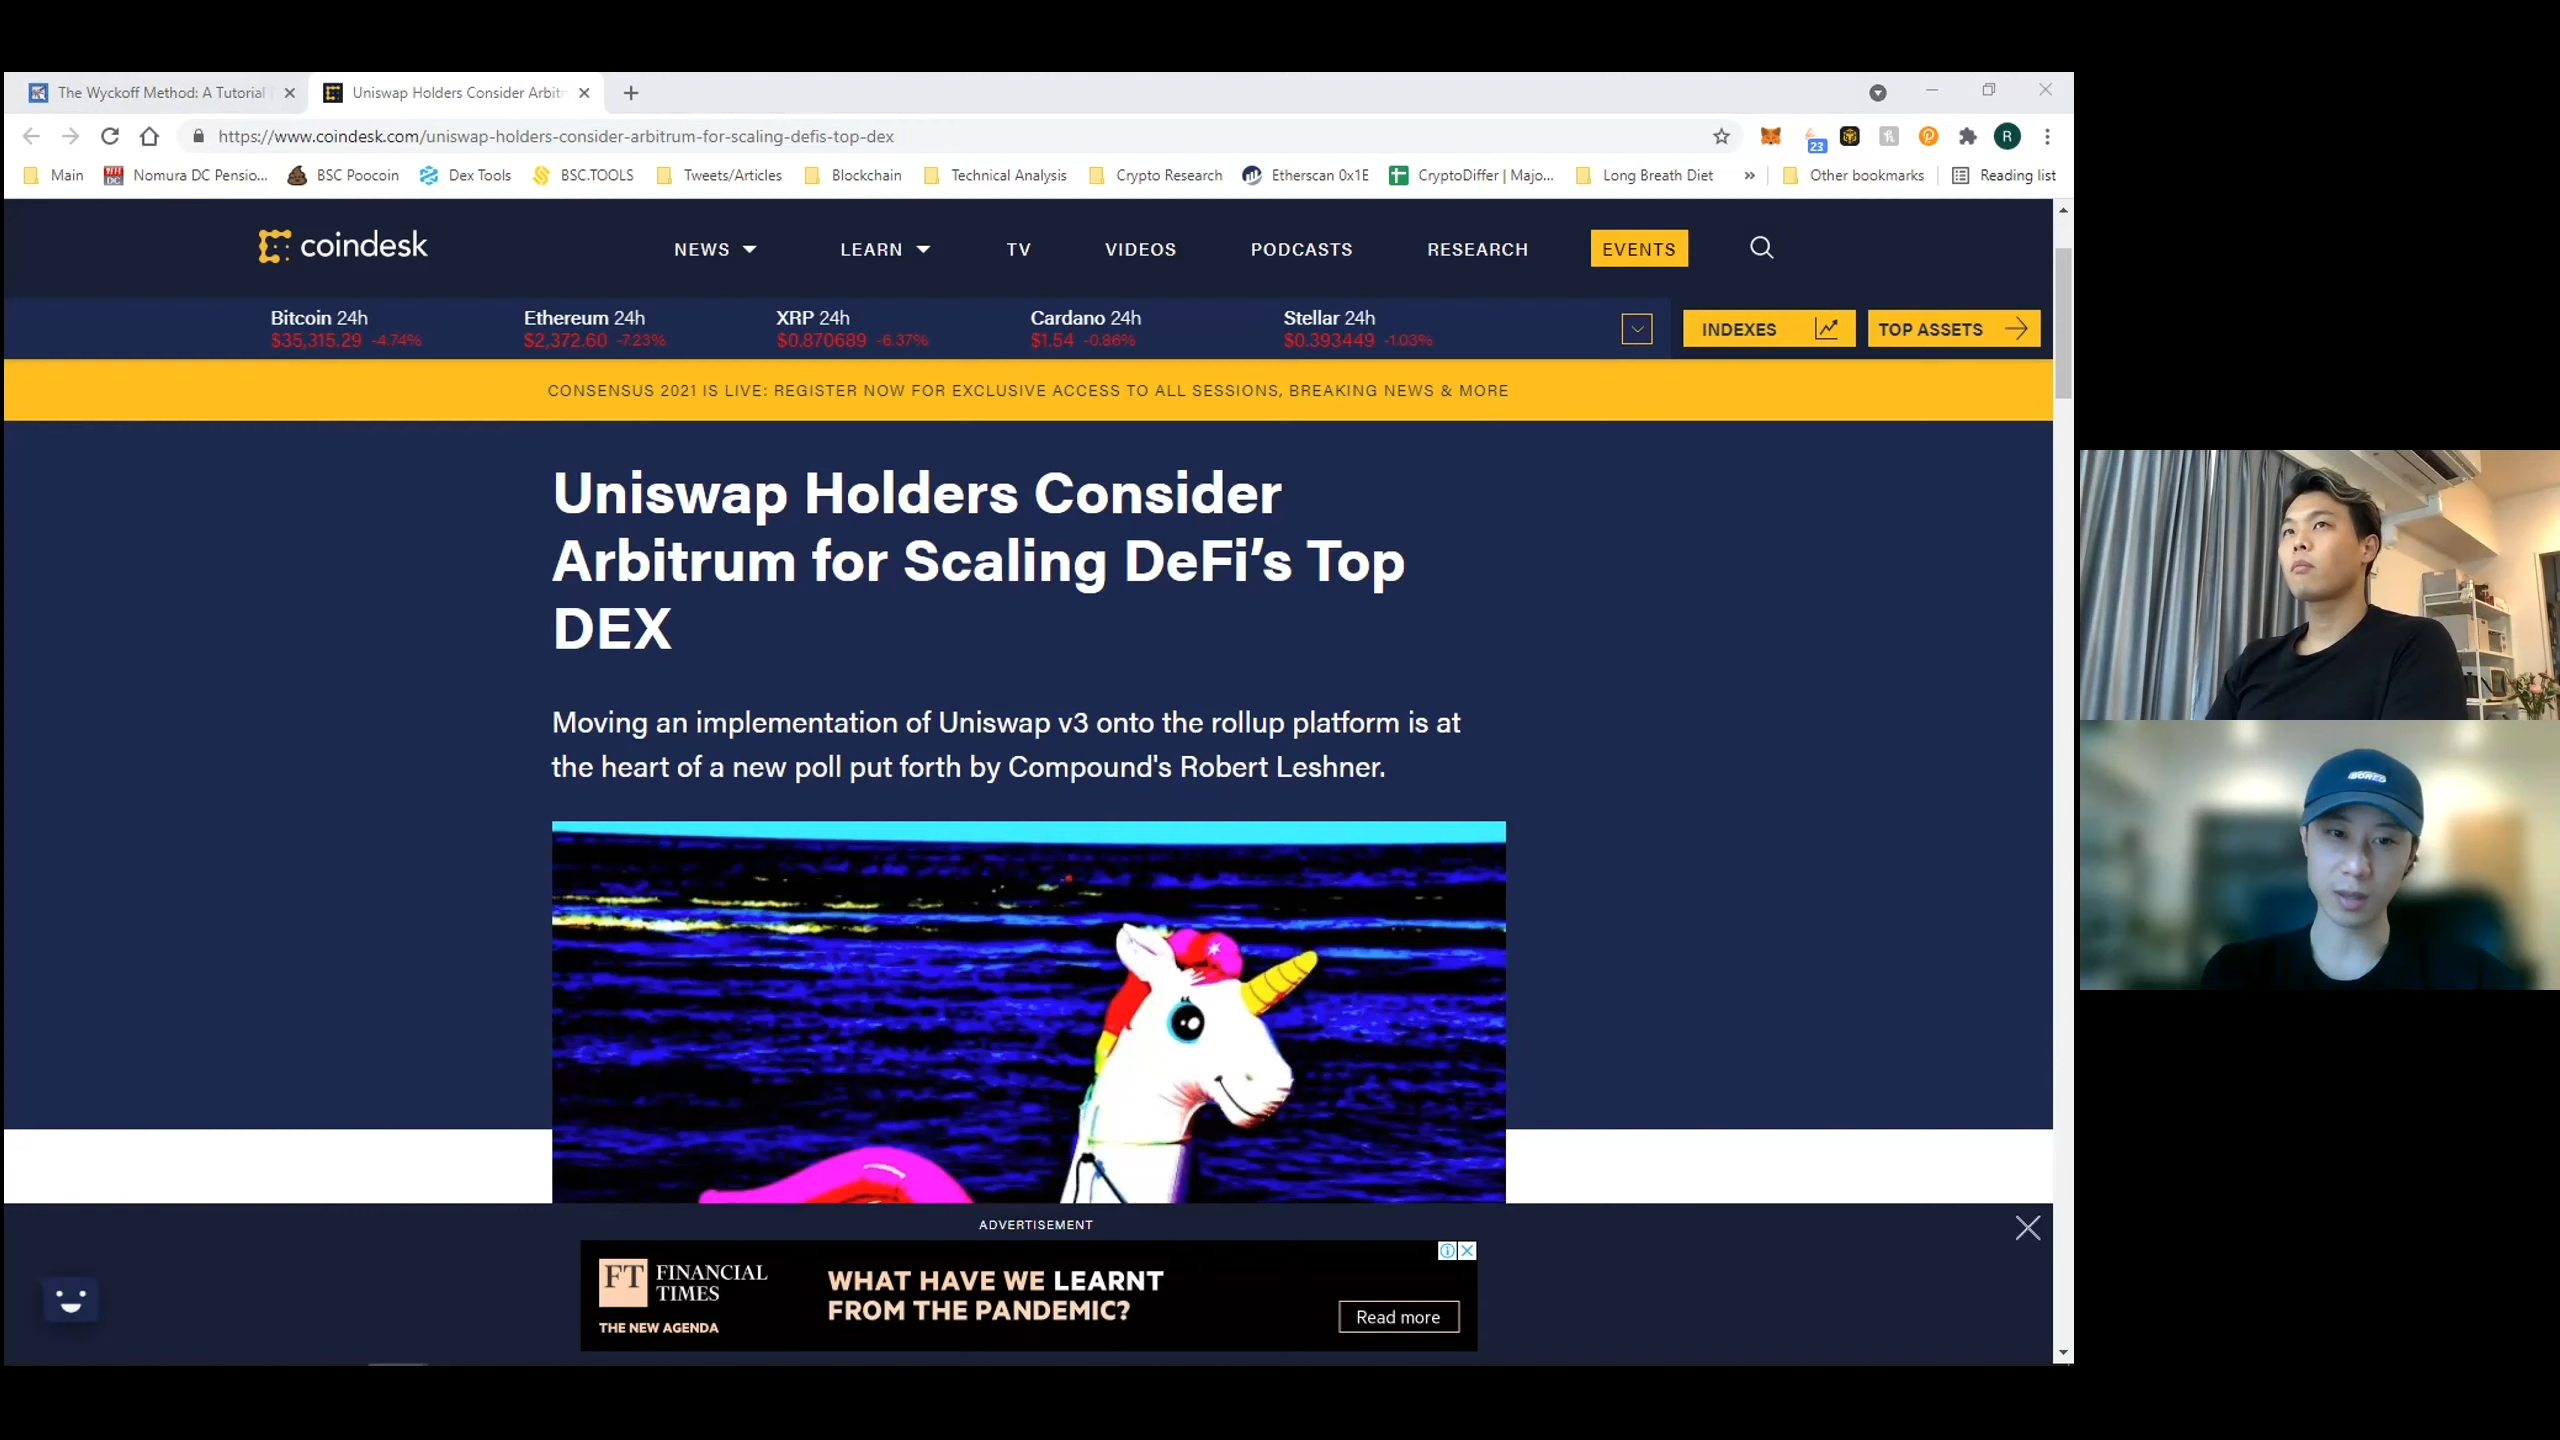 The Wyckoff Method: A Tutorial
Uniswap Holders Consider Arbitr
https://www.coindesk.com/uniswap-holders-consider-arbitrum-for-scaling-defis-top-dex
23
R
Main
Nomura DC Pensio...
BSC Poocoin
Dex Tools
BSC.TOOLS
Tweets/Articles
Blockchain
Technical Analysis
Crypto Research
Etherscan 0x1E
CryptoDiffer | Majo...
Long Breath Diet
»
Other bookmarks
Reading list
coindesk
NEWS
LEARN
TV
VIDEOS
PODCASTS
RESEARCH
EVENTS
Bitcoin 24h
$35,315.29 -4.74%
Ethereum 24h
$2,372.60 -7.23%
XRP 24h
$0.870689 -6.37%
Cardano 24h
$1.54 -0.86%
Stellar 24h
$0.393449 -1.03%
INDEXES
TOP ASSETS
CONSENSUS 2021 IS LIVE: REGISTER NOW FOR EXCLUSIVE ACCESS TO ALL SESSIONS, BREAKING NEWS & MORE
Uniswap Holders Consider
Arbitrum for Scaling DeFi’s Top
DEX
Moving an implementation of Uniswap v3 onto the rollup platform is at
the heart of a new poll put forth by Compound's Robert Leshner.
ADVERTISEMENT
FT FINANCIAL
TIMES
THE NEW AGENDA
WHAT HAVE WE LEARNT
FROM THE PANDEMIC?
Read more